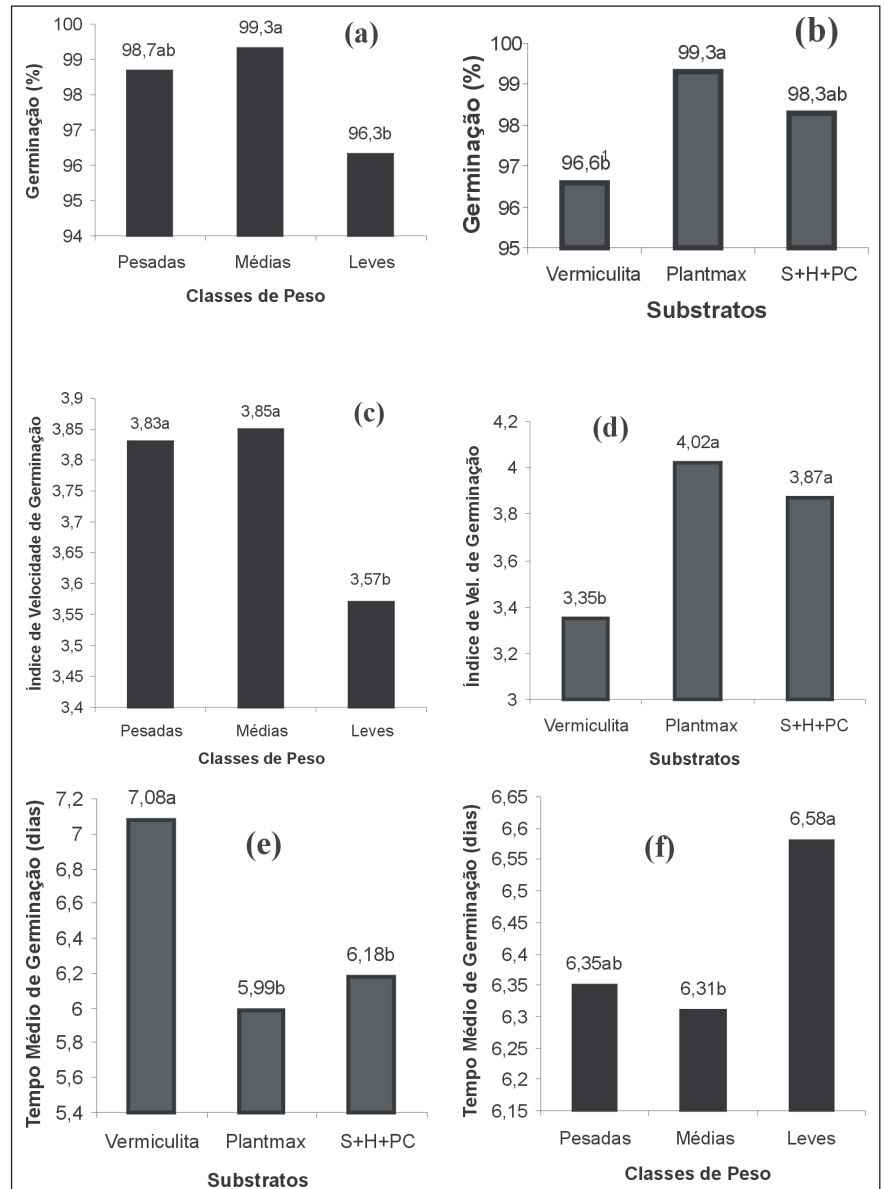 (a)
Germinação (%)
100
99
98
97
96
95
94
98,7ab
99,3a
96,3b
Pesadas Médias Leves
Classes de Peso
(b)
Germinação (%)
100
99
98
97
96
95
96,6b¹
99,3a
98,3ab
Vermiculita Plantmax S+H+PC
Substratos
(c)
Índice de Velocidade de Germinação
3,9
3,85
3,8
3,75
3,7
3,65
3,6
3,55
3,5
3,45
3,4
3,83a
3,85a
3,57b
Pesadas Médias Leves
Classes de Peso
(d)
Índice de Vel. de Germinação
4,2
4
3,8
3,6
3,4
3,2
3
3,35b
4,02a
3,87a
Vermiculita Plantmax S+H+PC
Substratos
(e)
Tempo Médio de Germinação (dias)
7,2
7
6,8
6,6
6,4
6,2
6
5,8
5,6
5,4
7,08a
5,99b
6,18b
Vermiculita Plantmax S+H+PC
Substratos
(f)
Tempo Médio de Germinação (dias)
6,65
6,6
6,55
6,5
6,45
6,4
6,35
6,3
6,25
6,2
6,15
6,35ab
6,31b
6,58a
Pesadas Médias Leves
Classes de Peso